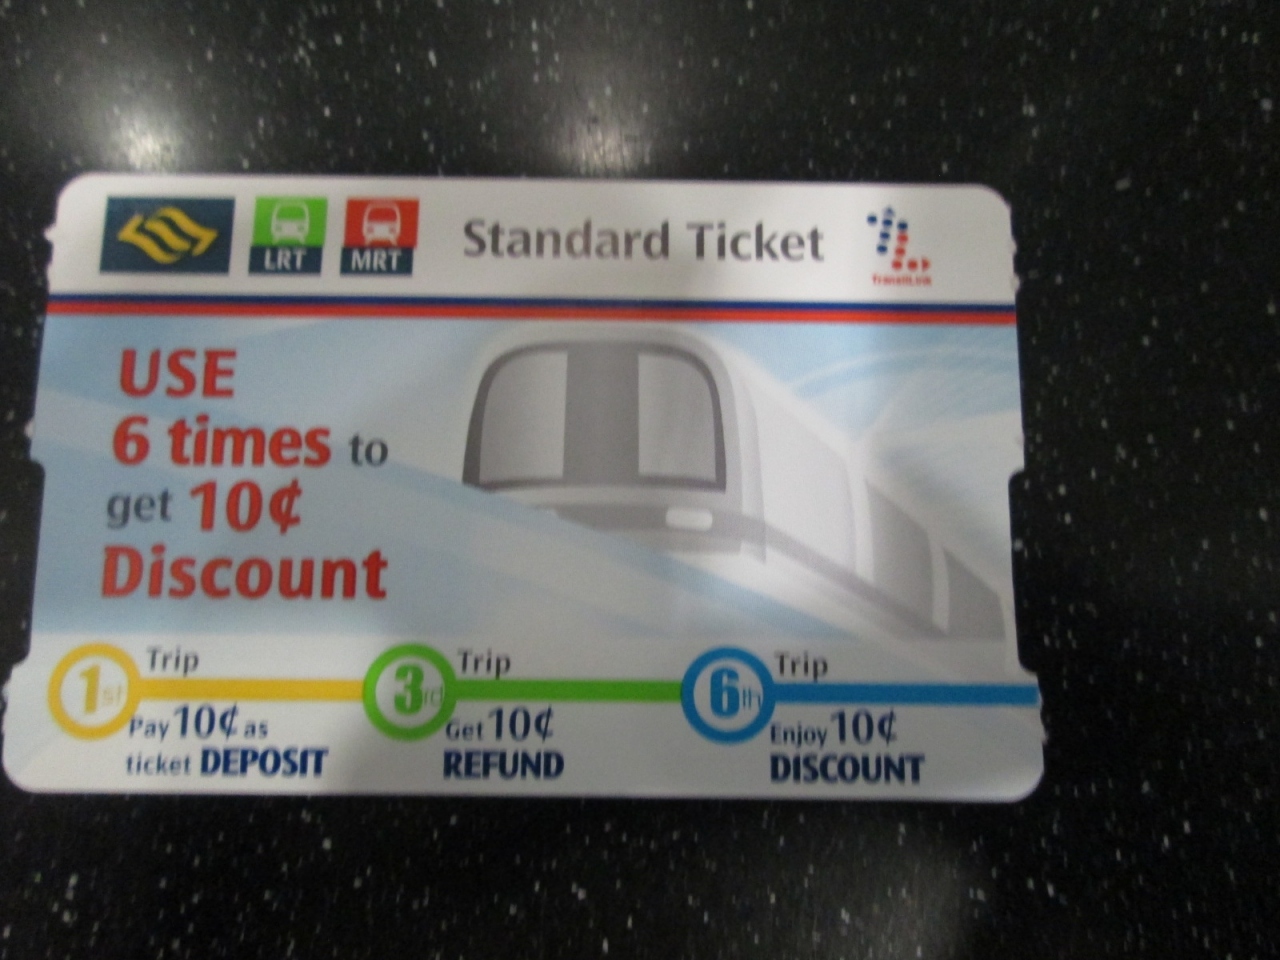 LRT
MRT
Standard Ticket
TransitLink
USE
6 times to
get 10¢
Discount
1st Trip
Pay 10¢ as
ticket DEPOSIT
3rd Trip
Get 10¢
REFUND
6th Trip
Enjoy 10¢
DISCOUNT